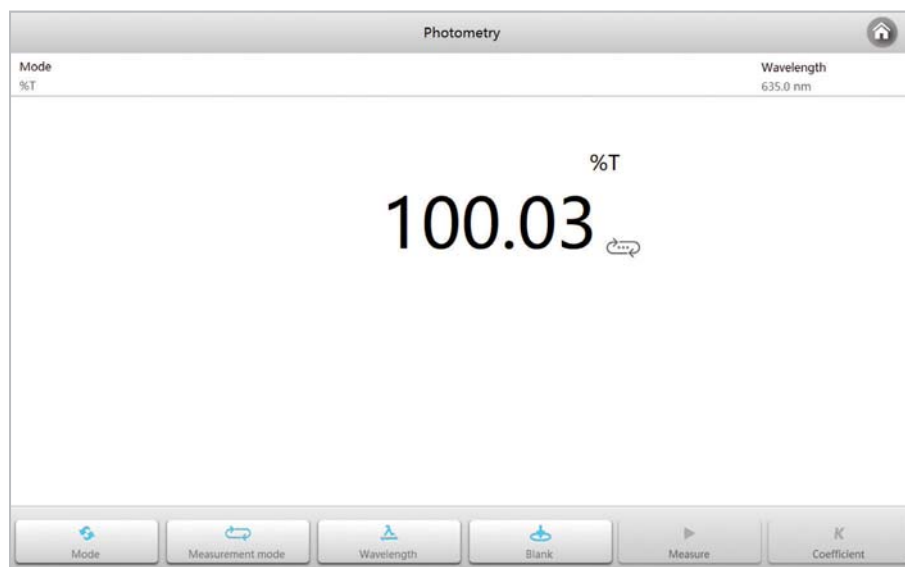 Photometry
Mode
%T
Wavelength
635.0 nm
%T
100.03
Mode
Measurement mode
Wavelength
Blank
Measure
K
Coefficient